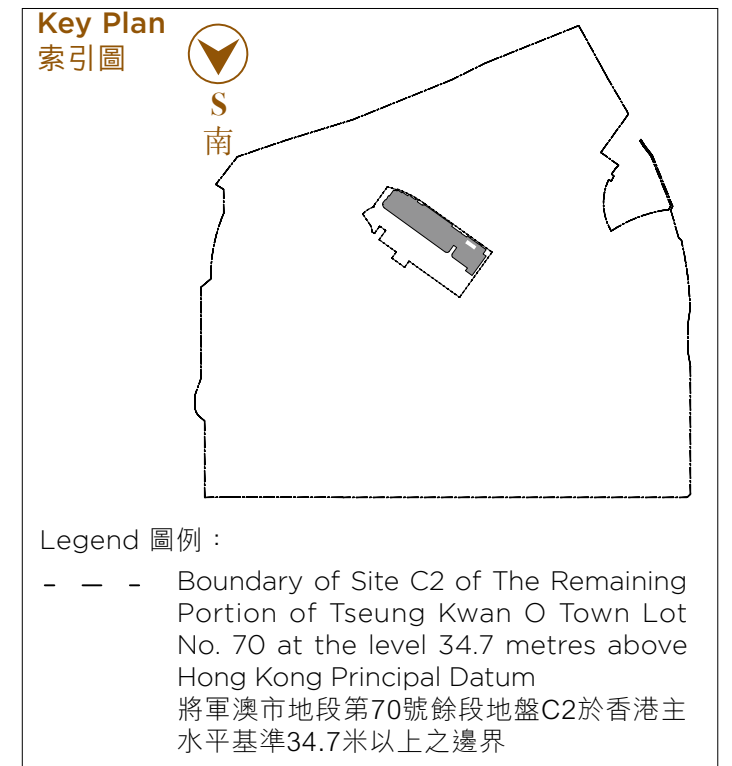 Key Plan
索引圖
S
南
Legend 圖例：
Boundary of Site C2 of The Remaining
Portion of Tseung Kwan O Town Lot
No. 70 at the level 34.7 metres above
Hong Kong Principal Datum
將軍澳市地段第70號餘段地盤C2於香港主
水平基準34.7米以上之邊界